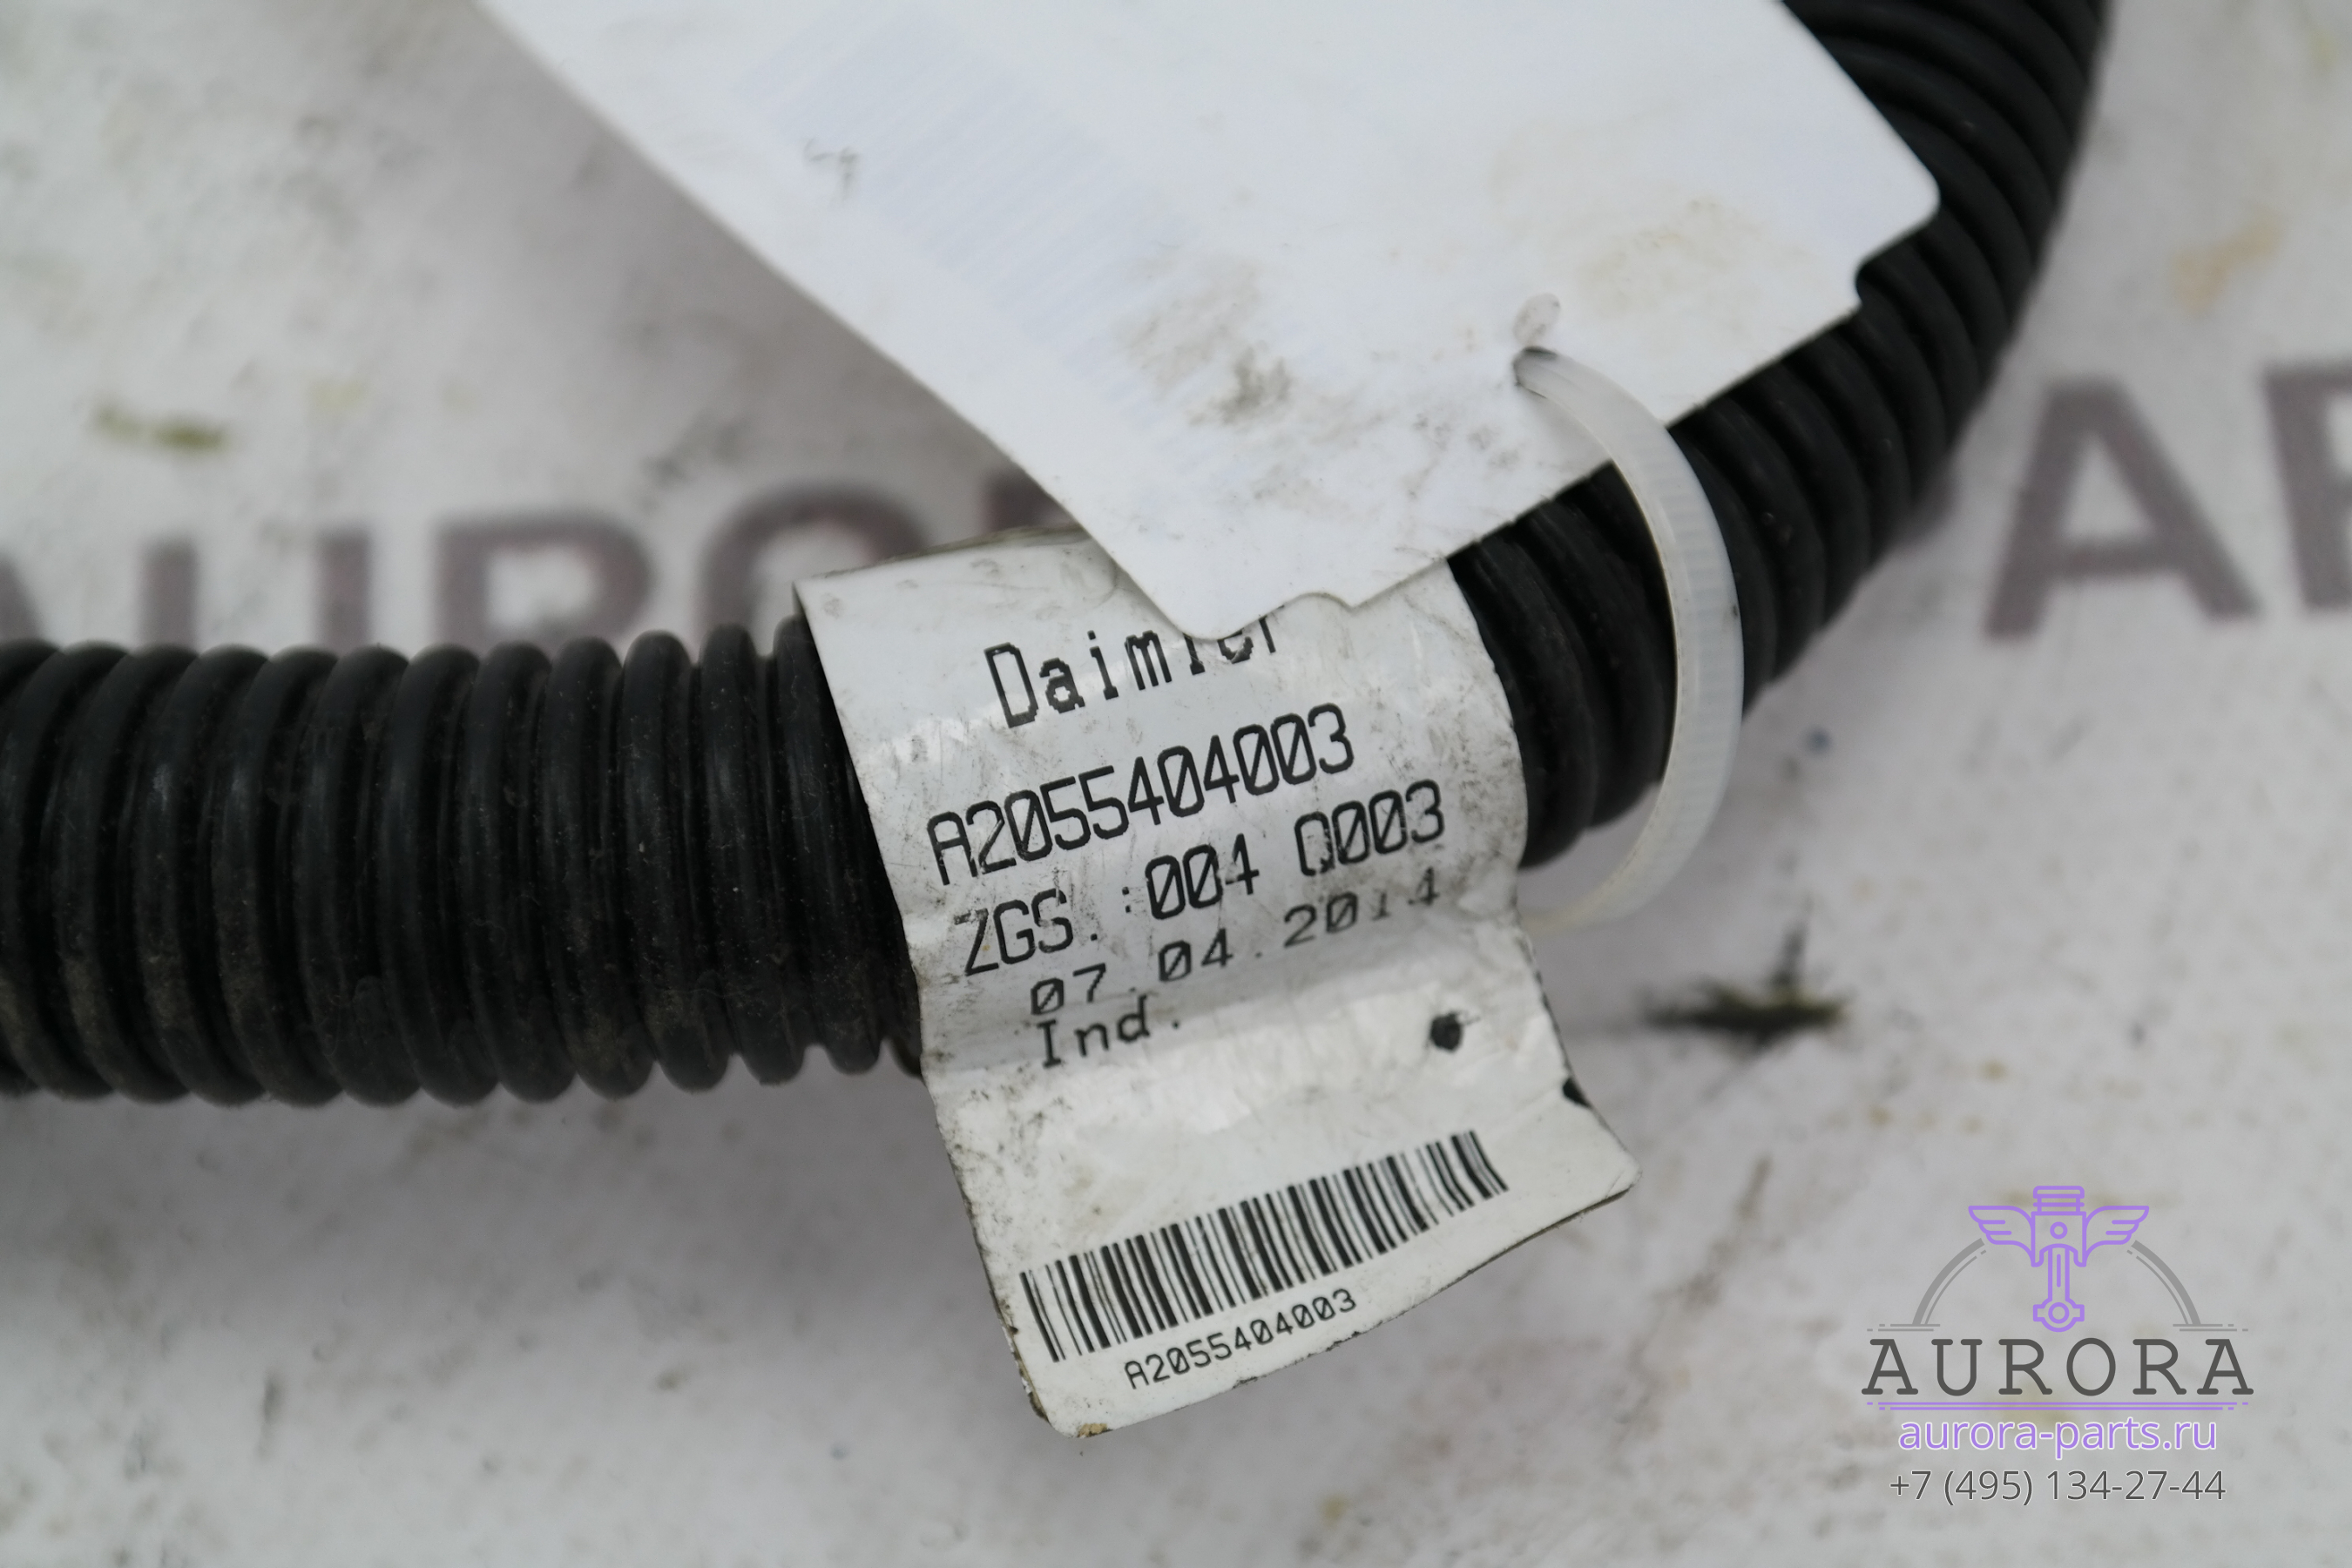 Daimler
A2055404003
ZGS. :004 Q003
07.04.2014
Ind.
A2055404003
AURORA
aurora-parts.ru
+7 (495) 134-27-44